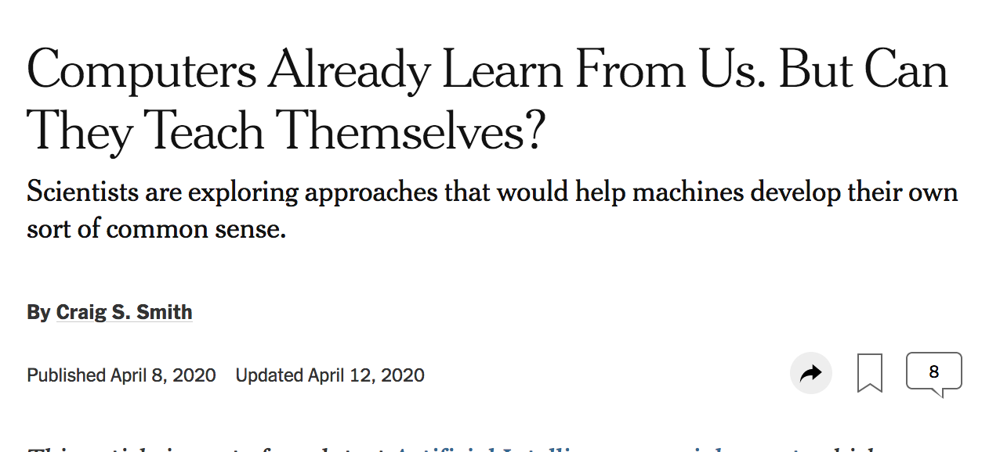 Computers Already Learn From Us. But Can
They Teach Themselves?
Scientists are exploring approaches that would help machines develop their own
sort of common sense.
By Craig S. Smith
Published April 8, 2020 Updated April 12, 2020
8